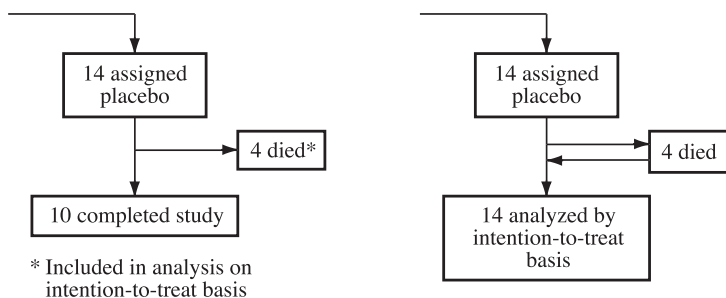 14 assigned
placebo
4 died*
10 completed study
* Included in analysis on
intention-to-treat basis
14 assigned
placebo
4 died
14 analyzed by
intention-to-treat
basis